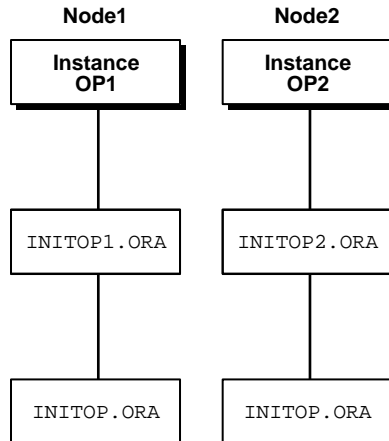 Node1 Node2
Instance OP1 Instance OP2
INITOP1.ORA INITOP2.ORA
INITOP.ORA INITOP.ORA